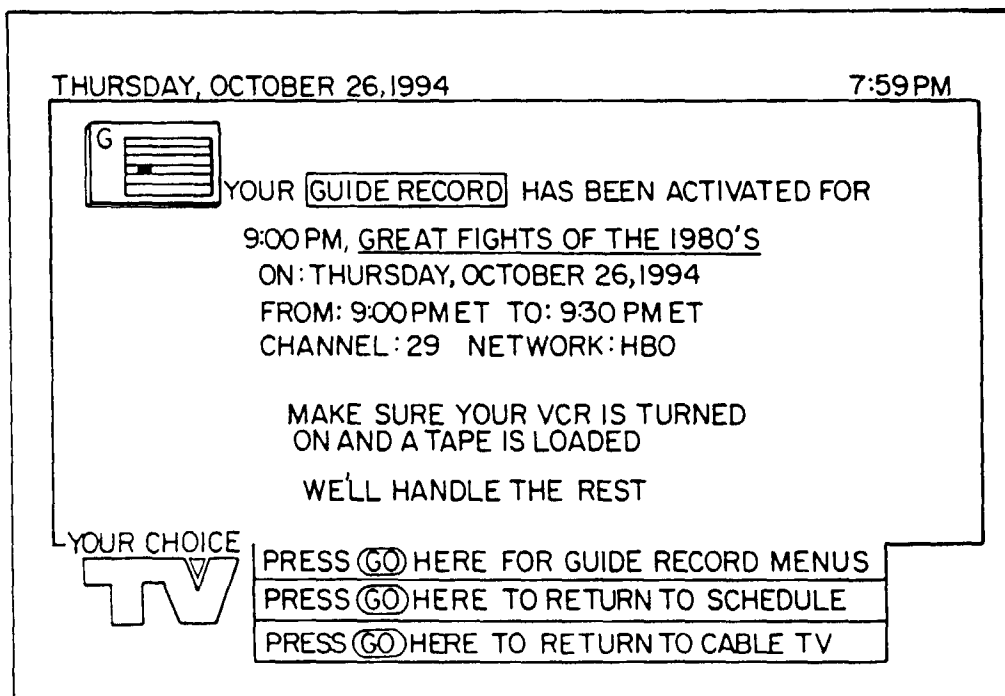 THURSDAY, OCTOBER 26, 1994 7:59 PM
G
YOUR GUIDE RECORD HAS BEEN ACTIVATED FOR
9:00 PM, GREAT FIGHTS OF THE 1980'S
ON: THURSDAY, OCTOBER 26, 1994
FROM: 9:00 PM ET TO: 9:30 PM ET
CHANNEL: 29 NETWORK: HBO
MAKE SURE YOUR VCR IS TURNED
ON AND A TAPE IS LOADED
WE'LL HANDLE THE REST
YOUR CHOICE
TV
PRESS GO HERE FOR GUIDE RECORD MENUS
PRESS GO HERE TO RETURN TO SCHEDULE
PRESS GO HERE TO RETURN TO CABLE TV